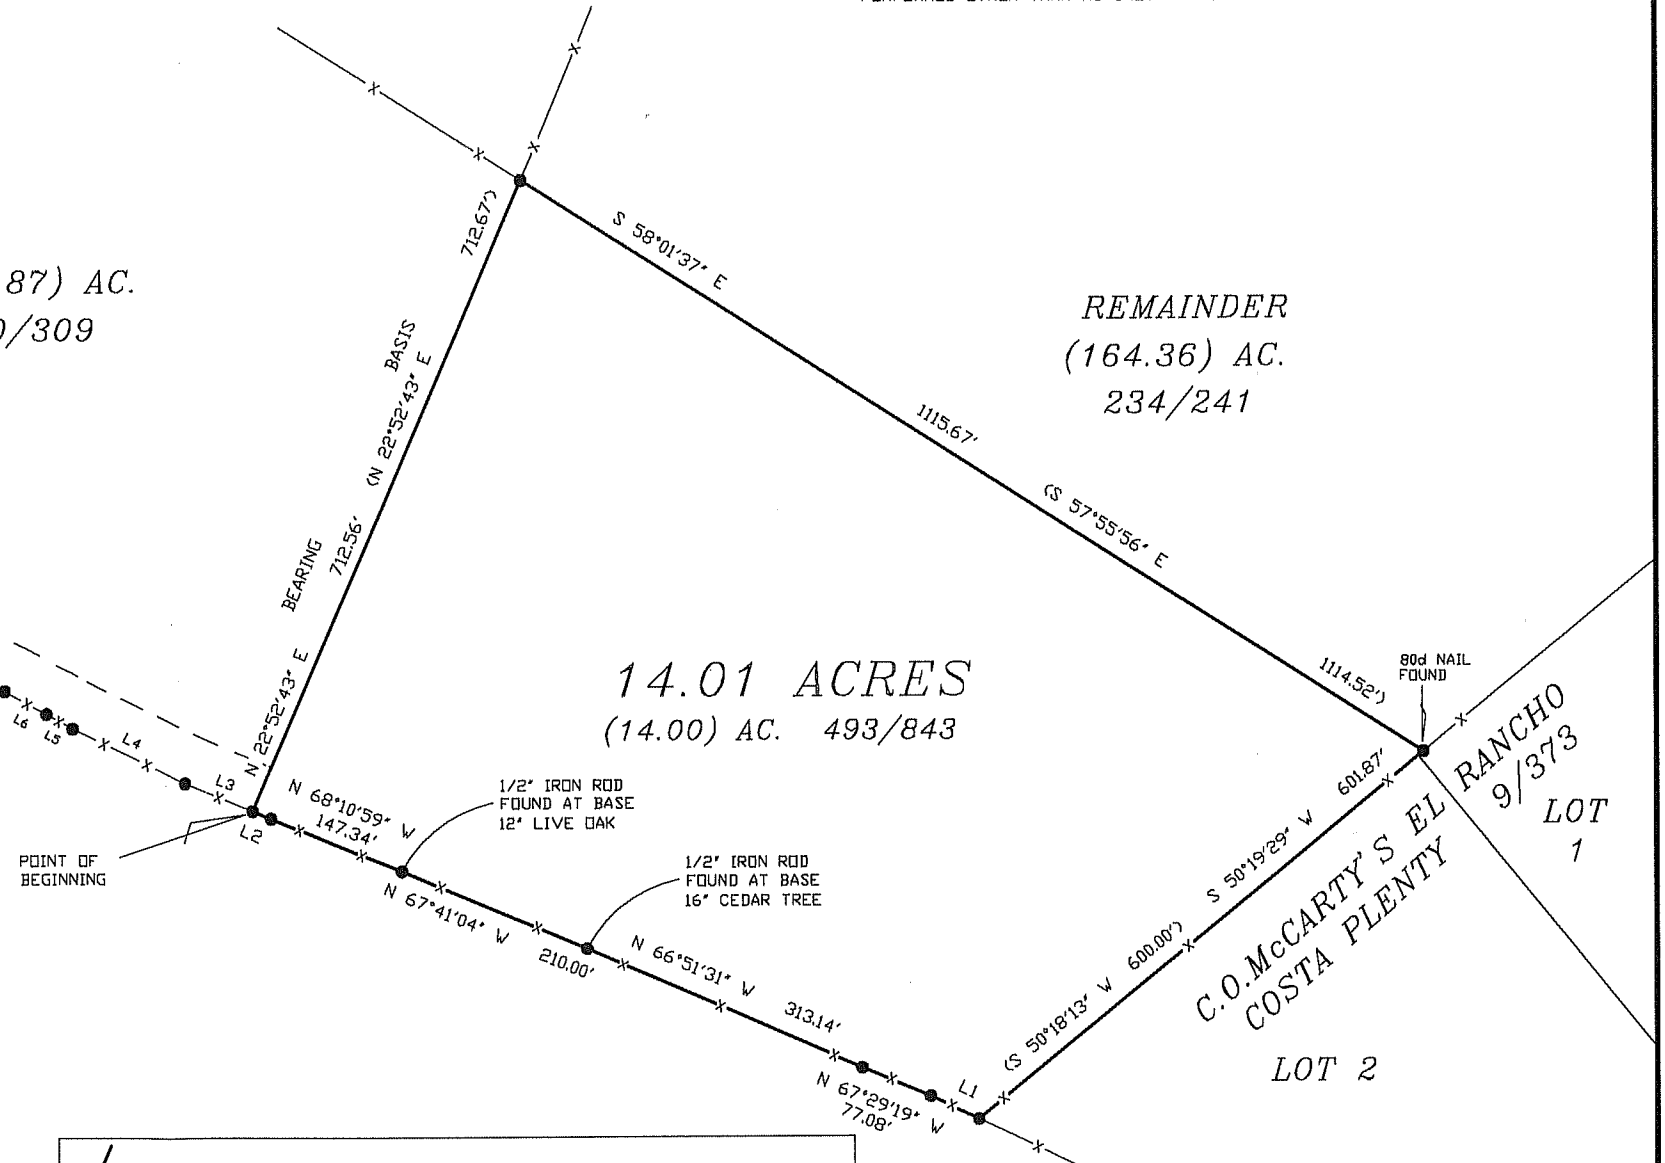 712.67')
S 58°01'37" E
87) AC.
0/309
BASIS
(N 22°52'43" E
REMAINDER
(164.36) AC.
234/241
1115.67'
(S 57°55'56" E
712.56'
BEARING
N 22°52'43" E
14.01 ACRES
(14.00) AC. 493/843
1114.52')
80d NAIL
FOUND
L6
L5
L4
L3
L2
POINT OF
BEGINNING
N 68°10'59" W
147.34'
1/2" IRON ROD
FOUND AT BASE
12" LIVE OAK
N 67°41'04" W
210.00'
1/2" IRON ROD
FOUND AT BASE
16" CEDAR TREE
N 66°51'31" W
313.14'
N 67°29'19" W
77.08'
L1
601.87'
S 50°19'29" W
600.00')
(S 50°18'13" W
C.O.McCARTY'S EL RANCHO
COSTA PLENTY
9/373
LOT
1
LOT 2